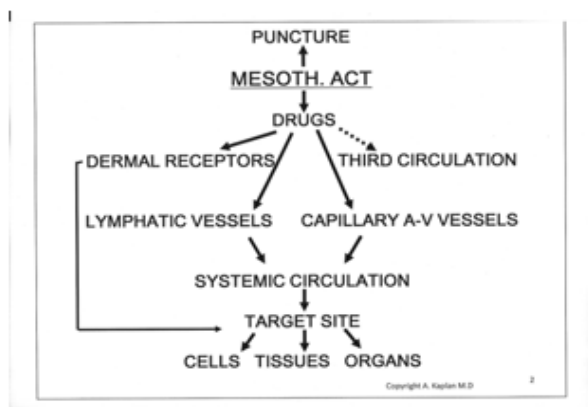 PUNCTURE
MESOTH. ACT
DRUGS
DERMAL RECEPTORS THIRD CIRCULATION
LYMPHATIC VESSELS CAPILLARY A-V VESSELS
SYSTEMIC CIRCULATION
TARGET SITE
CELLS TISSUES ORGANS
Copyright A. Kaplan M.D 2